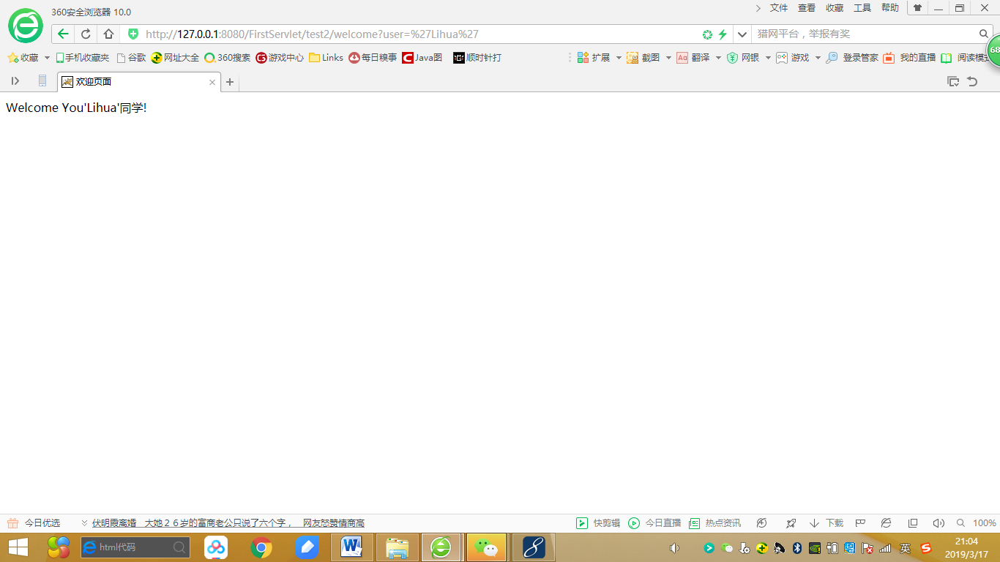 360安全浏览器 10.0
文件 查看 收藏 工具 帮助
http://127.0.0.1:8080/FirstServlet/test2/welcome?user=%27Lihua%27
猎网平台，举报有奖
68
收藏 手机收藏夹 谷歌 网址大全 360搜索 游戏中心 Links 每日糗事 Java图 顺时针打 扩展 截图 翻译 网银 游戏 登录管家 我的直播 阅读模式
欢迎页面
Welcome You'Lihua'同学!
今日优选 伏明霞离婚 大她26岁的富商老公只说了六个字， 网友怒赞情商高 快剪辑 今日直播 热点资讯 下载 100%
html代码
英
21:04
2019/3/17